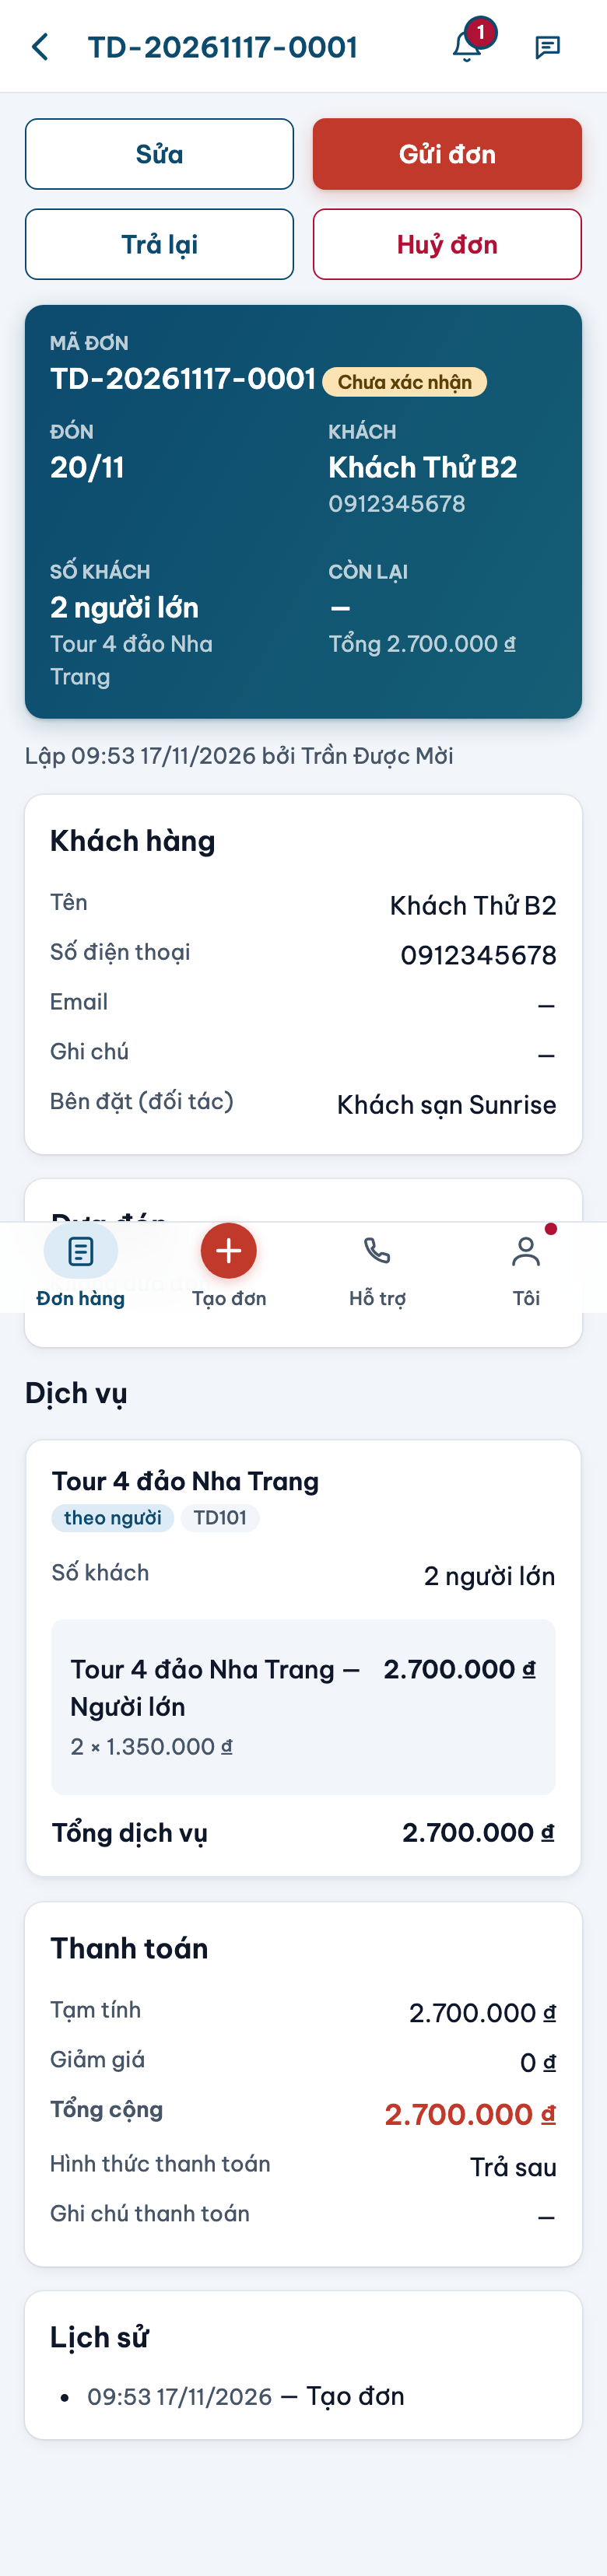 TD-20261117-0001
1
Sửa
Gửi đơn
Trả lại
Huỷ đơn
MÃ ĐƠN
TD-20261117-0001 Chưa xác nhận
ĐÓN
KHÁCH
20/11
Khách Thử B2
0912345678
SỐ KHÁCH
CÒN LẠI
2 người lớn
—
Tour 4 đảo Nha
Trang
Tổng 2.700.000 ₫
Lập 09:53 17/11/2026 bởi Trần Được Mời
Khách hàng
Tên
Khách Thử B2
Số điện thoại
0912345678
Email
—
Ghi chú
—
Bên đặt (đối tác)
Khách sạn Sunrise
Đơn hàng
Tạo đơn
Hỗ trợ
Tôi
Dịch vụ
Tour 4 đảo Nha Trang
theo người
TD101
Số khách
2 người lớn
Tour 4 đảo Nha Trang —
Người lớn
2.700.000 ₫
2 × 1.350.000 ₫
Tổng dịch vụ
2.700.000 ₫
Thanh toán
Tạm tính
2.700.000 ₫
Giảm giá
0 ₫
Tổng cộng
2.700.000 ₫
Hình thức thanh toán
Trả sau
Ghi chú thanh toán
—
Lịch sử
• 09:53 17/11/2026 — Tạo đơn